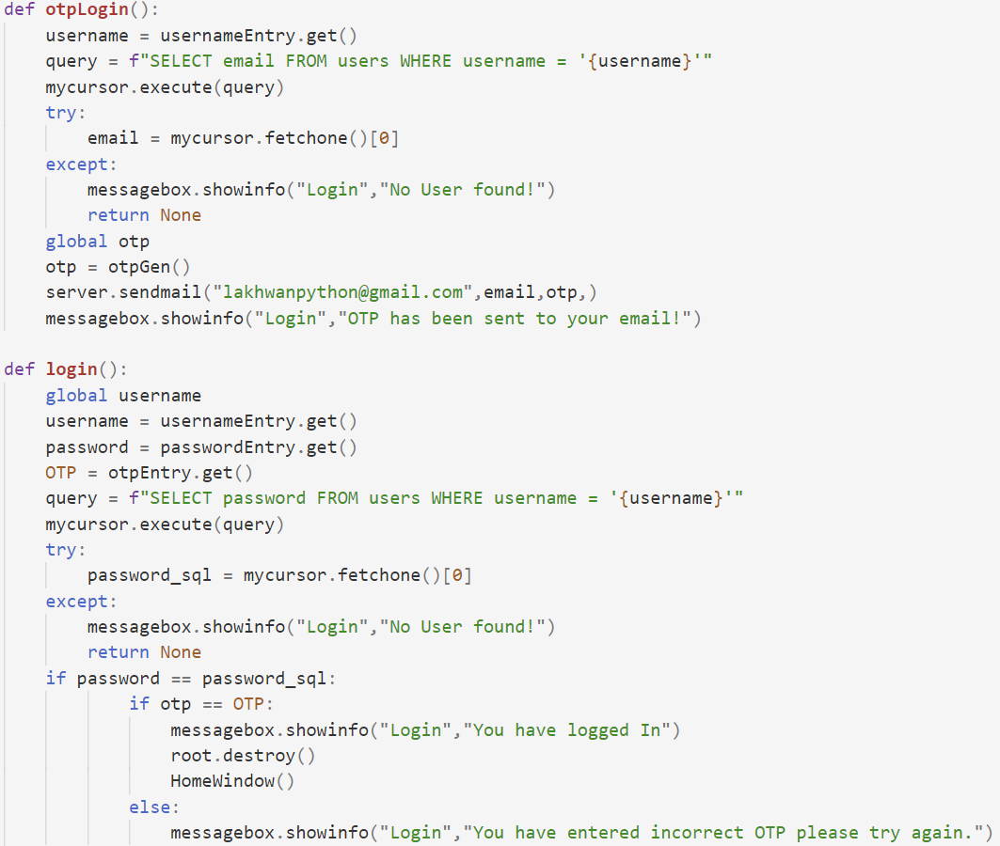 def otpLogin():
    username = usernameEntry.get()
    query = f"SELECT email FROM users WHERE username = '{username}'"
    mycursor.execute(query)
    try:
        email = mycursor.fetchone()[0]
    except:
        messagebox.showinfo("Login","No User found!")
        return None
    global otp
    otp = otpGen()
    server.sendmail("lakhwanpython@gmail.com",email,otp,)
    messagebox.showinfo("Login","OTP has been sent to your email!")

def login():
    global username
    username = usernameEntry.get()
    password = passwordEntry.get()
    OTP = otpEntry.get()
    query = f"SELECT password FROM users WHERE username = '{username}'"
    mycursor.execute(query)
    try:
        password_sql = mycursor.fetchone()[0]
    except:
        messagebox.showinfo("Login","No User found!")
        return None
    if password == password_sql:
            if otp == OTP:
                messagebox.showinfo("Login","You have logged In")
                root.destroy()
                HomeWindow()
            else:
                messagebox.showinfo("Login","You have entered incorrect OTP please try again.")